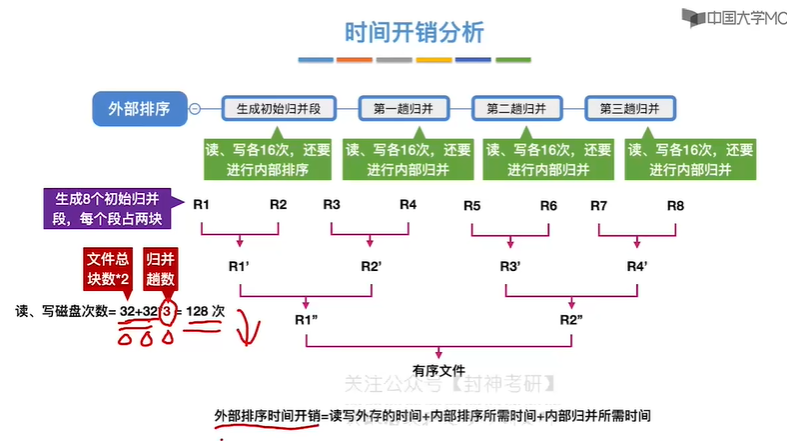 中国大学MO
时间开销分析
外部排序
生成初始归并段
第一趟归并
第二趟归并
第三趟归并
读、写各16次，还要
进行内部排序
读、写各16次，还要
进行内部归并
读、写各16次，还要
进行内部归并
读、写各16次，还要
进行内部归并
生成8个初始归并
段，每个段占两块
R1 R2 R3 R4 R5 R6 R7 R8
文件总
块数*2
归并
趟数
R1’ R2’ R3’ R4’
读、写磁盘次数= 32+32*3 = 128 次
R1” R2”
有序文件
关注公众号【封神考研】
外部排序时间开销=读写外存的时间+内部排序所需时间+内部归并所需时间